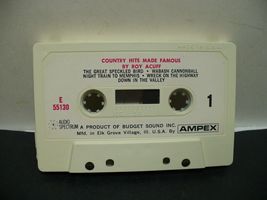 COUNTRY HITS MADE FAMOUS
BY ROY ACUFF
THE GREAT SPECKLED BIRD • WABASH CANNONBALL
NIGHT TRAIN TO MEMPHIS • WRECK ON THE HIGHWAY
DOWN IN THE VALLEY
E
55130
1
AUDIO
SPECTRUM
A PRODUCT OF BUDGET SOUND INC.
Mfd. in Elk Grove Village, Ill. U.S.A. By
AMPEX